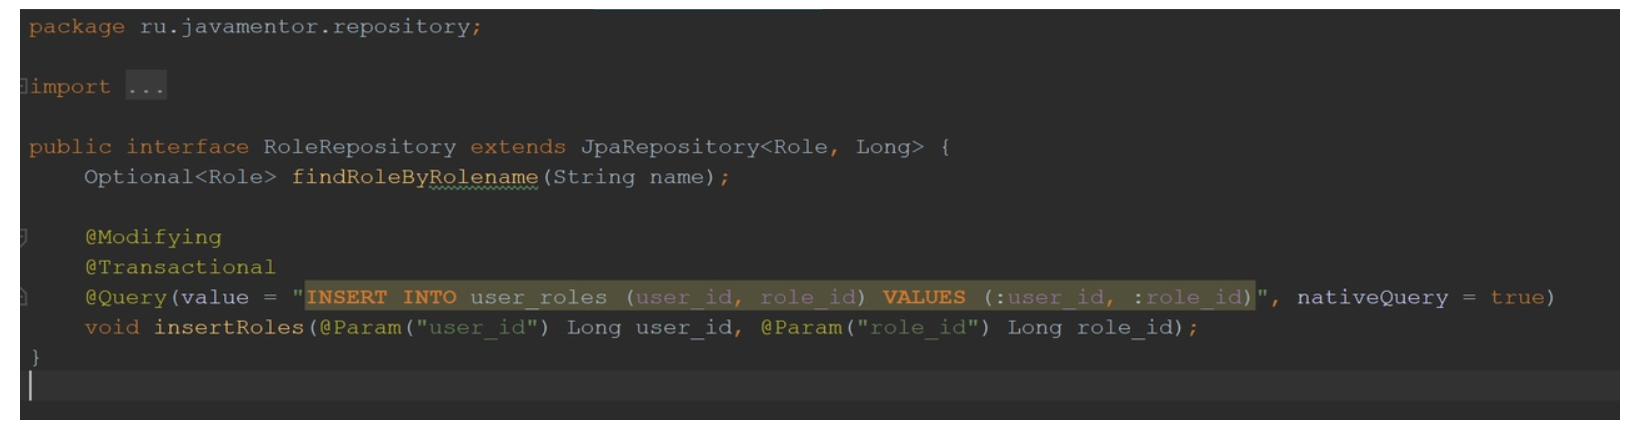 package ru.javamentor.repository;
import ...
public interface RoleRepository extends JpaRepository<Role, Long> {
Optional<Role> findRoleByRolename(String name);
@Modifying
@Transactional
@Query(value = "INSERT INTO user_roles (user_id, role_id) VALUES (:user_id, :role_id)", nativeQuery = true)
void insertRoles(@Param("user_id") Long user_id, @Param("role_id") Long role_id);
}